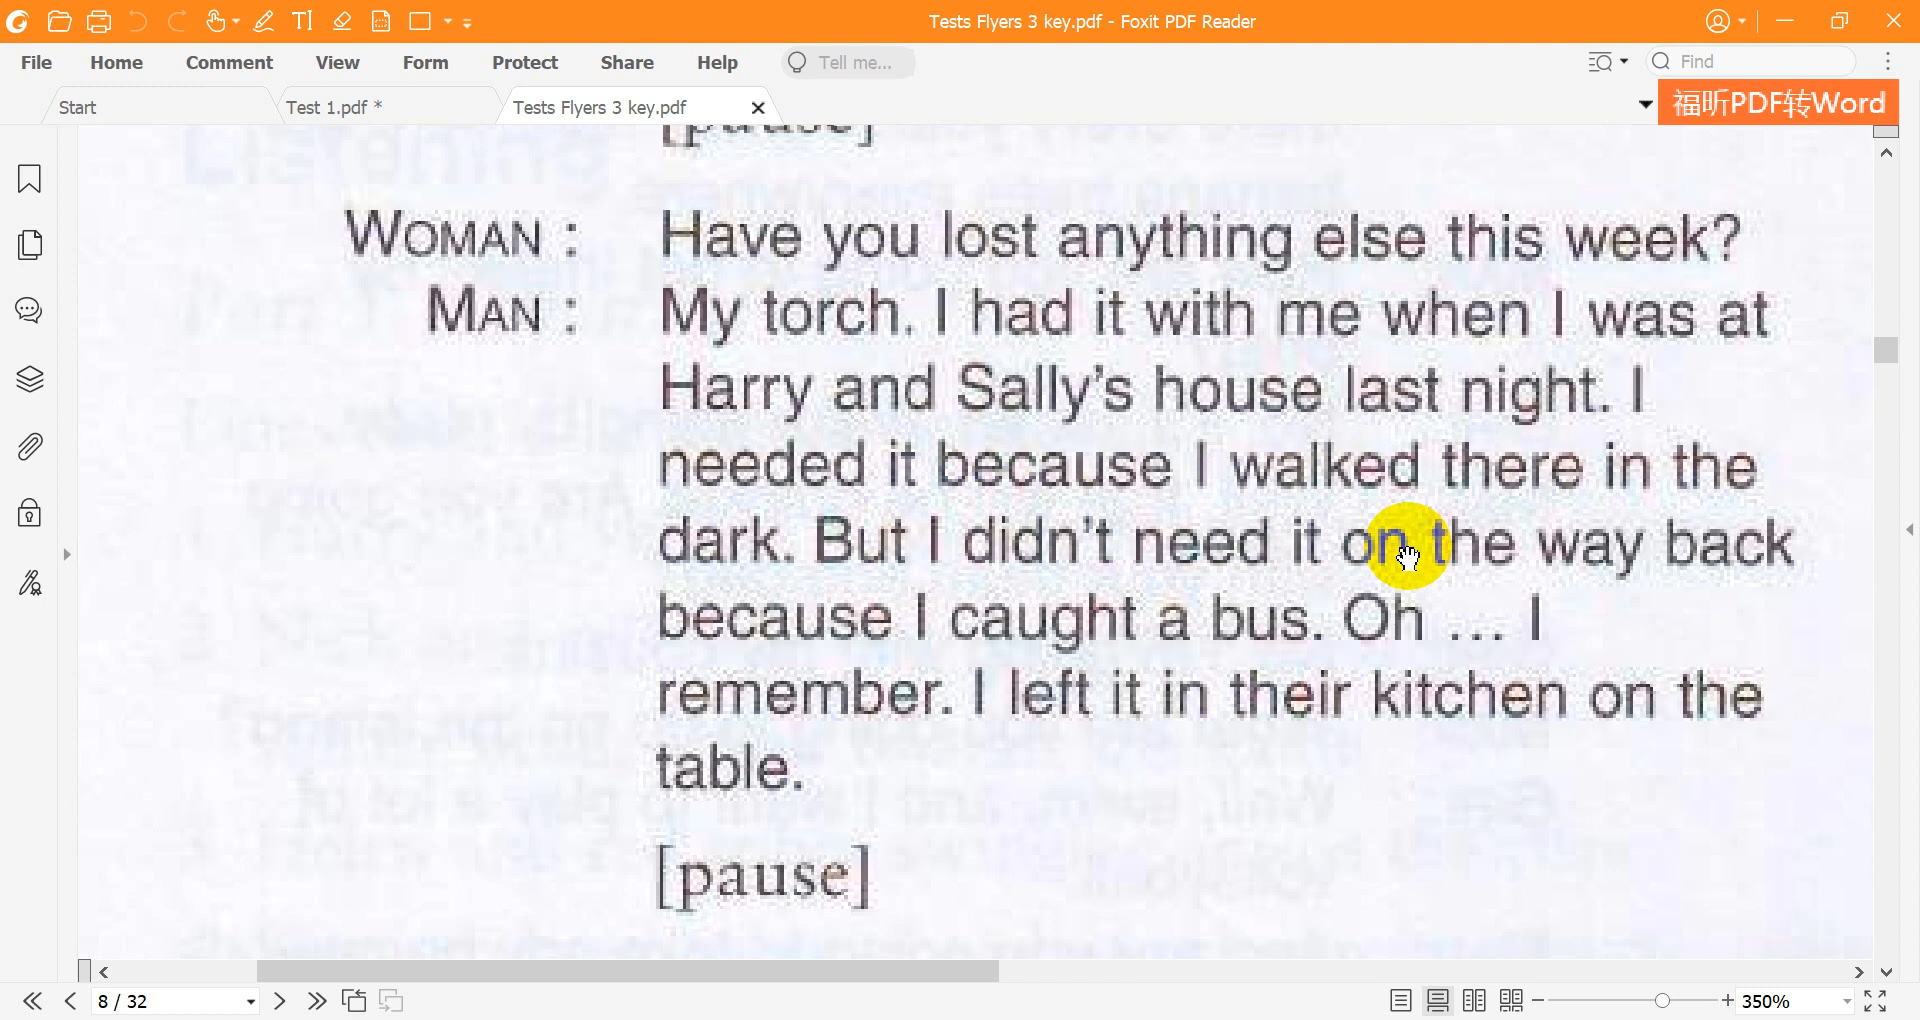 Tests Flyers 3 key.pdf - Foxit PDF Reader
File Home Comment View Form Protect Share Help Tell me... Find
Start Test 1.pdf * Tests Flyers 3 key.pdf 福昕PDF转Word
[pause]
WOMAN : Have you lost anything else this week?
MAN : My torch. I had it with me when I was at
Harry and Sally's house last night. I
needed it because I walked there in the
dark. But I didn't need it on the way back
because I caught a bus. Oh ... I
remember. I left it in their kitchen on the
table.
[pause]
8 / 32 350%